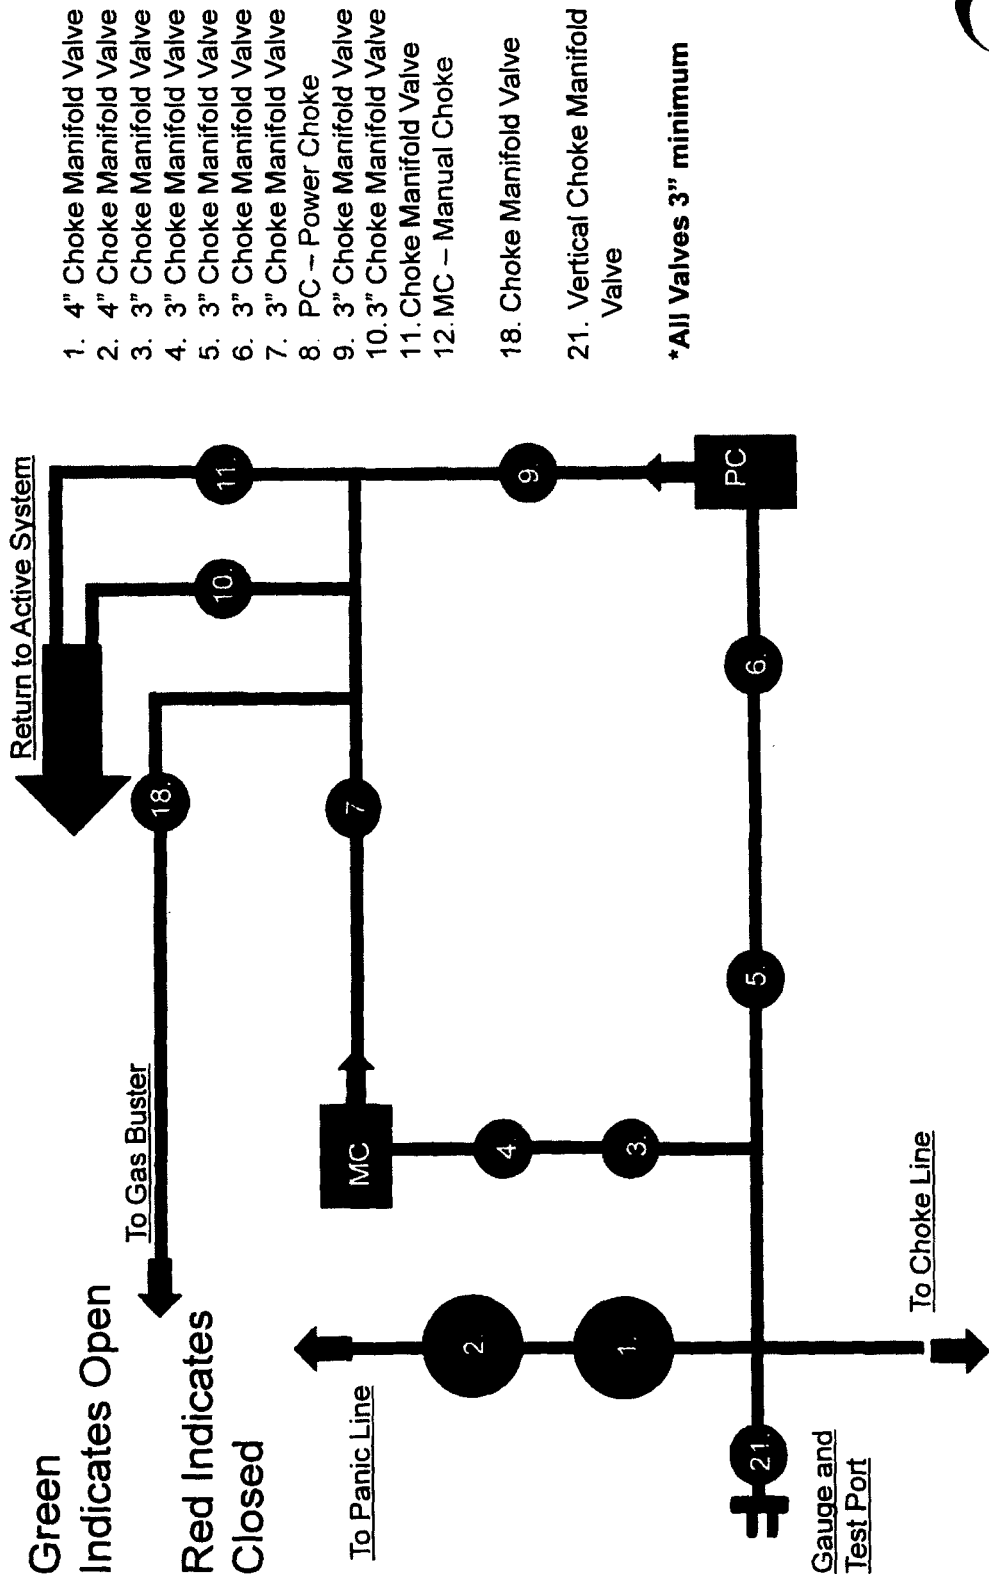 Green
Indicates Open
Red Indicates
Closed
To Gas Buster
Return to Active System
To Panic Line
Gauge and
Test Port
To Choke Line
18.
10.
11.
7
MC
9.
2.
4.
1.
3.
21.
5.
6.
PC
1. 4" Choke Manifold Valve
2. 4" Choke Manifold Valve
3. 3" Choke Manifold Valve
4. 3" Choke Manifold Valve
5. 3" Choke Manifold Valve
6. 3" Choke Manifold Valve
7. 3" Choke Manifold Valve
8. PC – Power Choke
9. 3" Choke Manifold Valve
10.3" Choke Manifold Valve
11.Choke Manifold Valve
12.MC – Manual Choke
18. Choke Manifold Valve
21. Vertical Choke Manifold
Valve
*All Valves 3" minimum